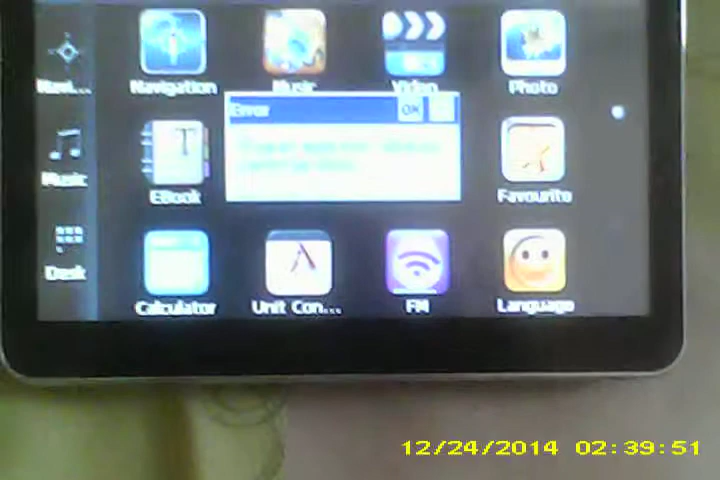 Navi...
Navigation
Music
Video
Photo
Error
OK
Music
EBook
Favourite
Desk
Calculator
Unit Con...
FM
Language
12/24/2014 02:39:51